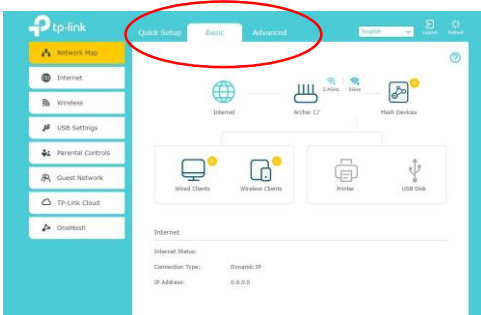 tp-link
Quick Setup Basic Advanced
English
Logout Reboot
Network Map
Internet
Wireless
USB Settings
Parental Controls
Guest Network
TP-Link Cloud
OneMesh
2.4GHz 5GHz
Internet Archer C7 Mesh Devices
Wired Clients Wireless Clients Printer USB Disk
Internet
Internet Status:
Connection Type: Dynamic IP
IP Address: 0.0.0.0